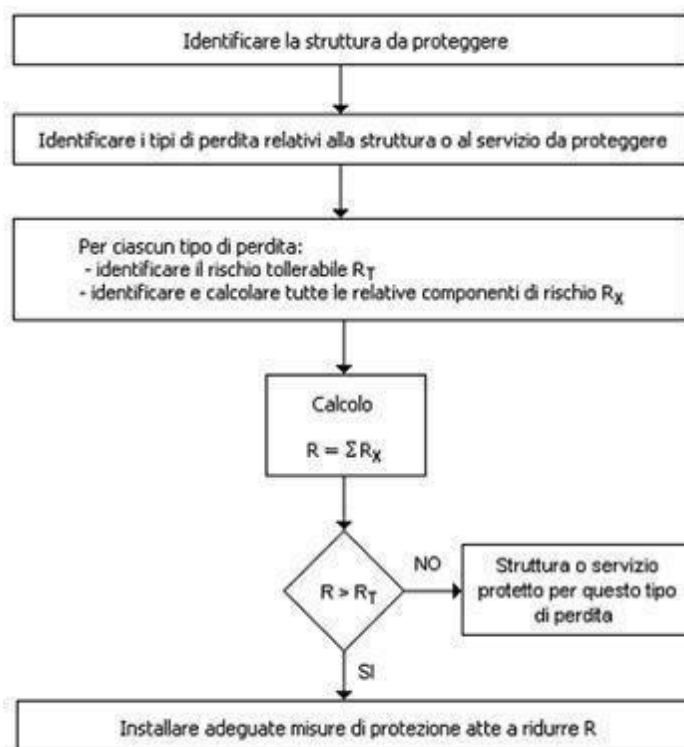 Identificare la struttura da proteggere
Identificare i tipi di perdita relativi alla struttura o al servizio da proteggere
Per ciascun tipo di perdita:
- identificare il rischio tollerabile RT
- identificare e calcolare tutte le relative componenti di rischio RX
Calcolo
R = ΣRX
R > RT
NO
Struttura o servizio
protetto per questo tipo
di perdita
SI
Installare adeguate misure di protezione atte a ridurre R